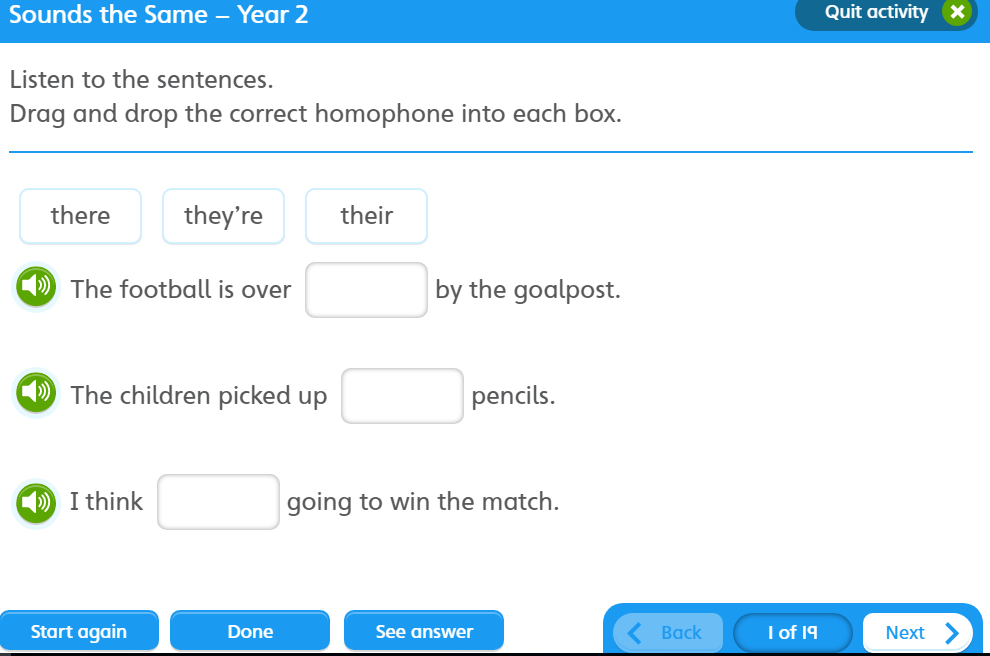 Sounds the Same – Year 2
Quit activity
Listen to the sentences.
Drag and drop the correct homophone into each box.
there they’re their
The football is over by the goalpost.
The children picked up pencils.
I think going to win the match.
Start again Done See answer Back 1 of 19 Next